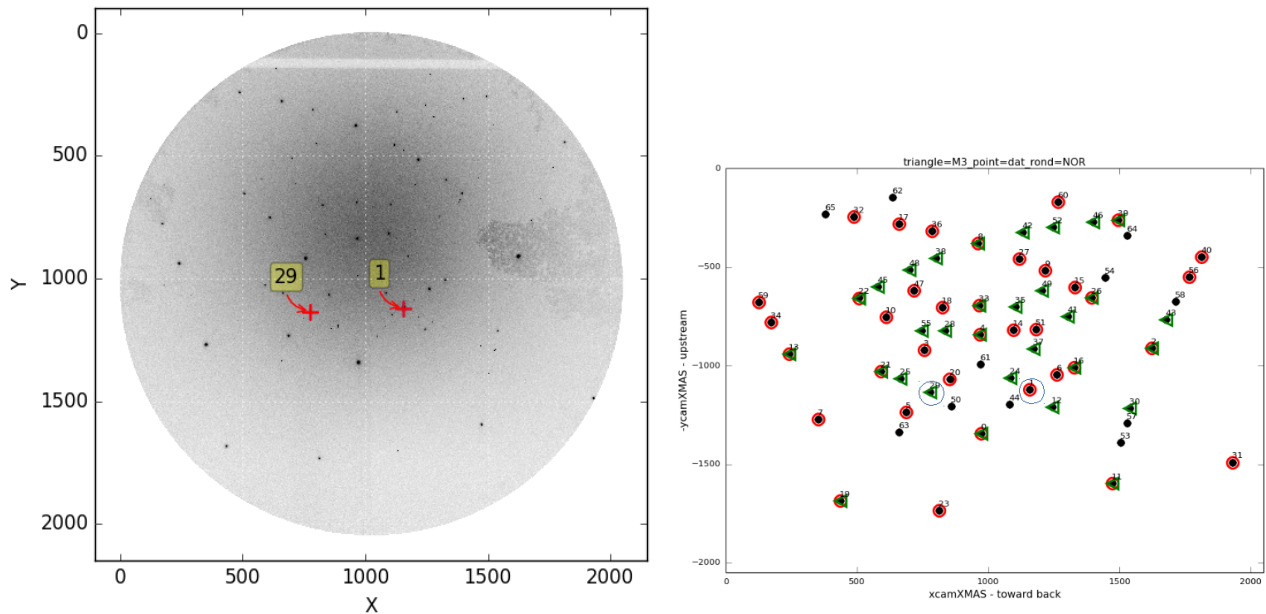 0
500
1000
1500
2000
Y
29
1
0 500 1000 1500 2000
X
triangle=M3_point=dat_rond=NOR
0
−500
−1000
−1500
−2000
-ycamXMAS - upstream
62
60
65 32 17 36 42 52 46 39
64
8
38 27 40
48 9 54 56
45 47 49 15 26
22 18 33 35 58
59 10 41
34 55 28 4 14 51 43
3 37 2
13 61
21 25 20 24 6 16
29 1
5 50 44 12 30
7 63 57
0 53
31
11
19
23
0 500 1000 1500 2000
xcamXMAS - toward back